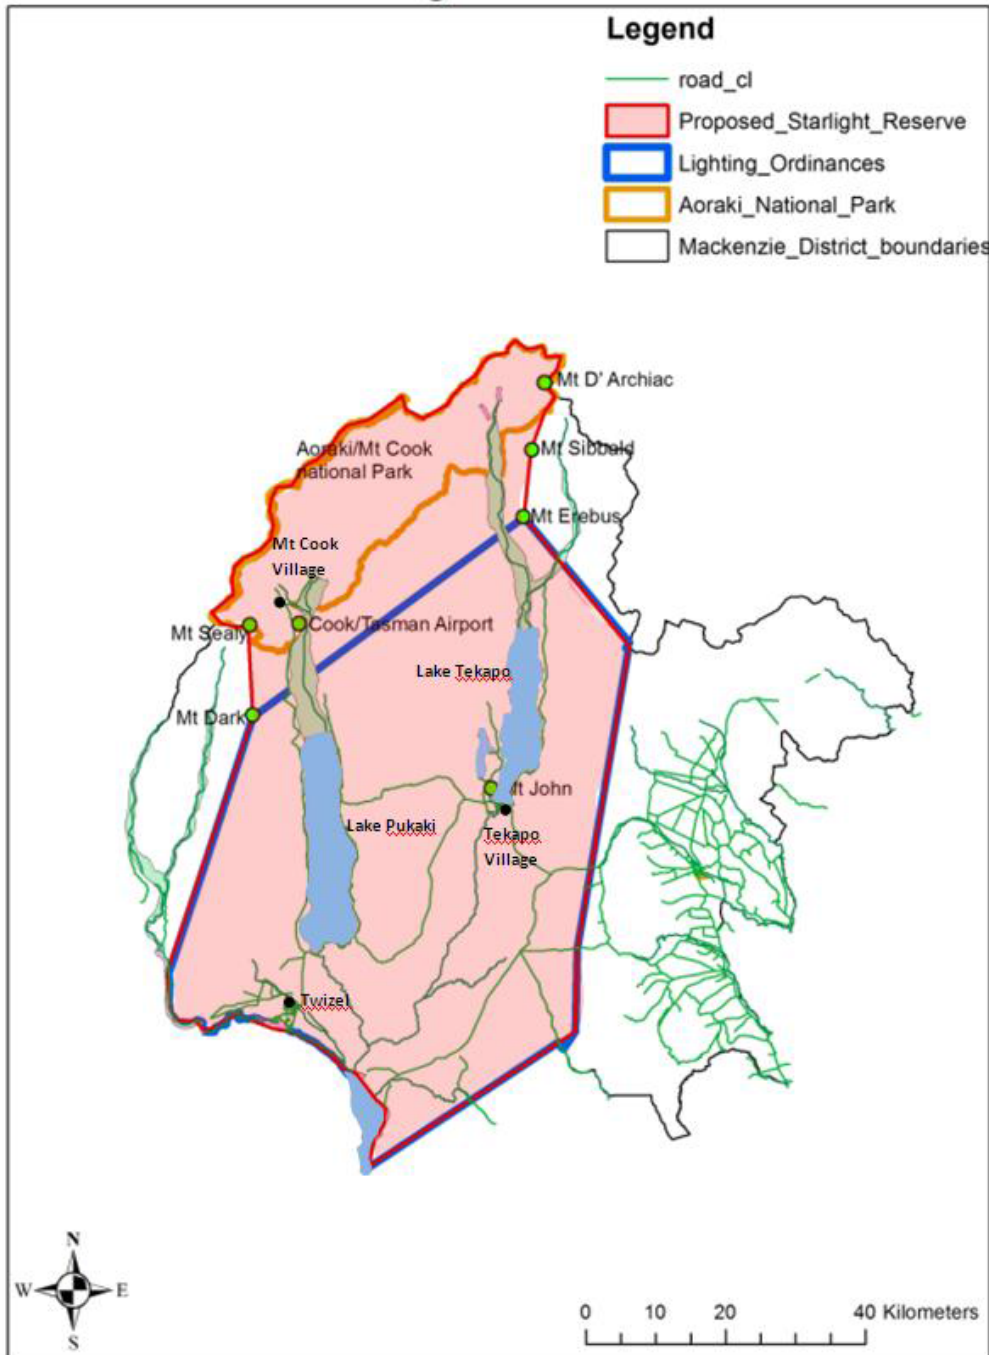 Legend
road_cl
Proposed_Starlight_Reserve
Lighting_Ordinances
Aoraki_National_Park
Mackenzie_District_boundaries
Mt D' Archiac
Aoraki/Mt Cook
national Park
Mt Sibbald
Mt Erebus
Mt Cook
Village
Mt Sealy
Cook/Tasman Airport
Lake Tekapo
Mt Dark
Mt John
Lake Pukaki
Tekapo
Village
Twizel
N
W E
S
0 10 20 40 Kilometers